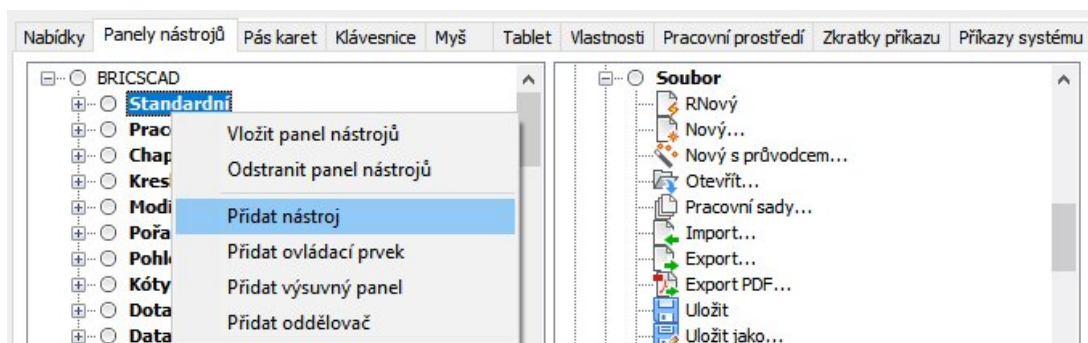 Nabídky Panely nástrojů Pás karet Klávesnice Myš Tablet Vlastnosti Pracovní prostředí Zkratky příkazu Příkazy systému
BRICSCAD
Standardní
Vložit panel nástrojů
Odstranit panel nástrojů
Přidat nástroj
Přidat ovládací prvek
Přidat výsuvný panel
Přidat oddělovač
Soubor
RNový
Nový...
Nový s průvodcem...
Otevřít...
Pracovní sady...
Import...
Export...
Export PDF...
Uložit
Uložit jako...